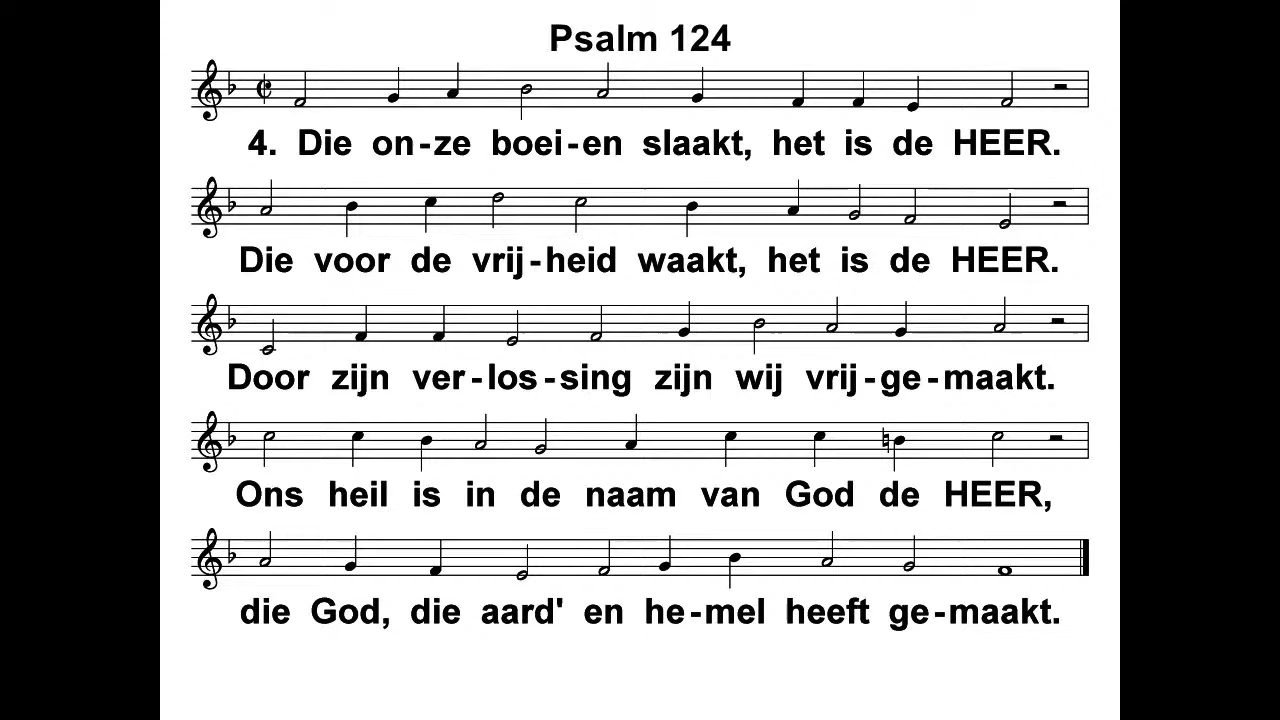 Psalm 124
4. Die on-ze boei-en slaakt, het is de HEER.
Die voor de vrij-heid waakt, het is de HEER.
Door zijn ver-los-sing zijn wij vrij-ge-maakt.
Ons heil is in de naam van God de HEER,
die God, die aard' en he-mel heeft ge-maakt.